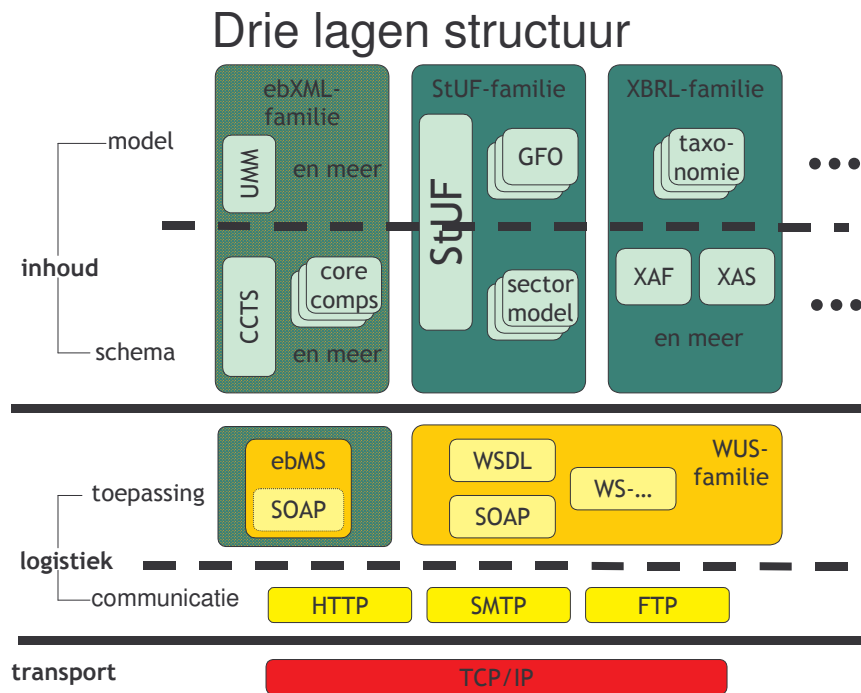 Drie lagen structuur
ebXML-
familie
StUF-familie
XBRL-familie
model
UMM
en meer
StUF
GFO
taxo-
nomie
•••
inhoud
CCTS
core
comps
sector
model
XAF
XAS
•••
schema
en meer
en meer
ebMS
SOAP
WSDL
SOAP
WS-...
WUS-
familie
toepassing
logistiek
communicatie
HTTP
SMTP
FTP
transport
TCP/IP